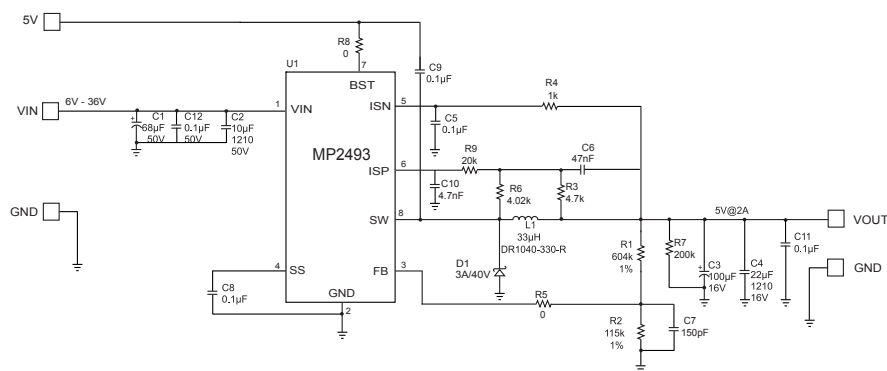 5V
R8
0
U1
7
BST
C9
0.1µF
VIN
6V - 36V
1
VIN
C1
68µF
50V
C12
0.1µF
50V
C2
10µF
1210
50V
ISN
5
R4
1k
C5
0.1µF
MP2493
ISP
6
R9
20k
C6
47nF
C10
4.7nF
R6
4.02k
R3
4.7k
GND
SW
8
L1
33µH
DR1040-330-R
5V@2A
VOUT
D1
3A/40V
R1
604k
1%
R7
200k
C3
100µF
16V
C4
22µF
1210
16V
C11
0.1µF
GND
4
SS
FB
3
C8
0.1µF
GND
2
R5
0
R2
115k
1%
C7
150pF